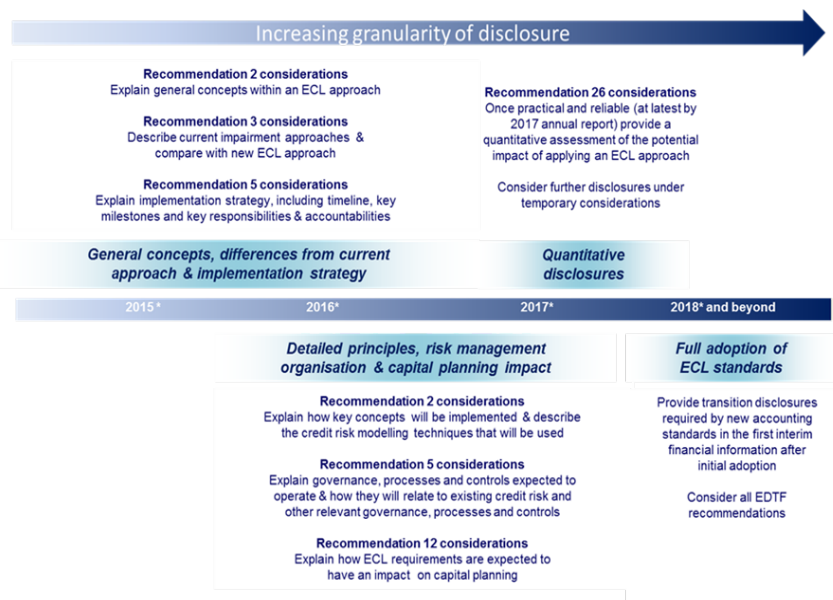 Increasing granularity of disclosure
Recommendation 2 considerations
Explain general concepts within an ECL approach
Recommendation 3 considerations
Describe current impairment approaches &
compare with new ECL approach
Recommendation 5 considerations
Explain implementation strategy, including timeline, key
milestones and key responsibilities & accountabilities
Recommendation 26 considerations
Once practical and reliable (at latest by
2017 annual report) provide a
quantitative assessment of the potential
impact of applying an ECL approach
Consider further disclosures under
temporary considerations
General concepts, differences from current
approach & implementation strategy
Quantitative
disclosures
2015 * 2016* 2017* 2018* and beyond
Detailed principles, risk management
organisation & capital planning impact
Recommendation 2 considerations
Explain how key concepts will be implemented & describe
the credit risk modelling techniques that will be used
Recommendation 5 considerations
Explain governance, processes and controls expected to
operate & how they will relate to existing credit risk and
other relevant governance, processes and controls
Recommendation 12 considerations
Explain how ECL requirements are expected to
have an impact on capital planning
Full adoption of
ECL standards
Provide transition disclosures
required by new accounting
standards in the first interim
financial information after
initial adoption
Consider all EDTF
recommendations